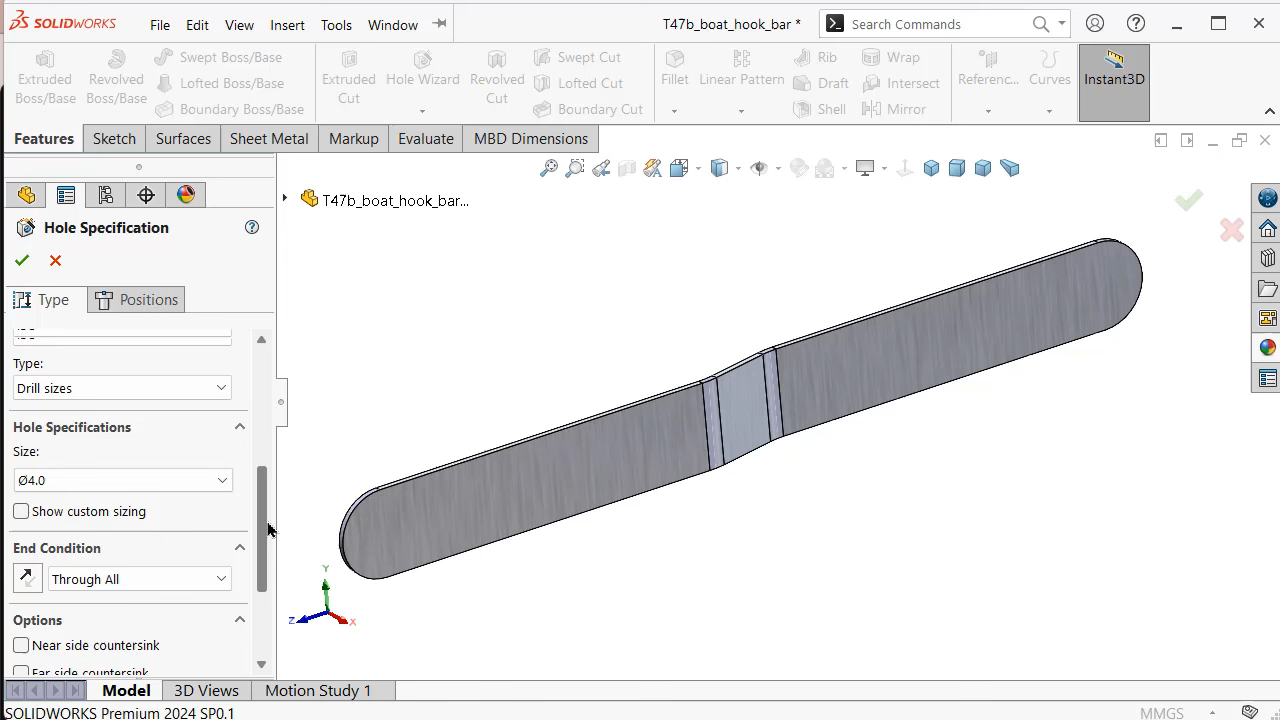 SOLIDWORKS File Edit View Insert Tools Window T47b_boat_hook_bar * Search Commands
Extruded Boss/Base
Revolved Boss/Base
Swept Boss/Base
Lofted Boss/Base
Boundary Boss/Base
Extruded Cut
Hole Wizard
Revolved Cut
Swept Cut
Lofted Cut
Boundary Cut
Fillet
Linear Pattern
Rib
Draft
Shell
Wrap
Intersect
Mirror
Referenc...
Curves
Instant3D
Features Sketch Surfaces Sheet Metal Markup Evaluate MBD Dimensions
T47b_boat_hook_bar...
Hole Specification
Type Positions
Type:
Drill sizes
Hole Specifications
Size:
Ø4.0
Show custom sizing
End Condition
Through All
Options
Near side countersink
Far side countersink
Y
Z
X
Model 3D Views Motion Study 1
SOLIDWORKS Premium 2024 SP0.1 MMGS